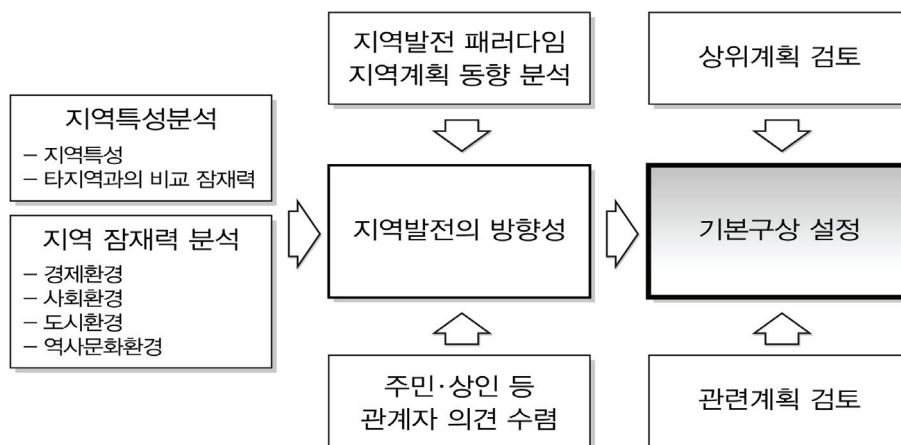 지역특성분석
– 지역특성
– 타지역과의 비교 잠재력
지역 잠재력 분석
– 경제환경
– 사회환경
– 도시환경
– 역사문화환경
지역발전 패러다임
지역계획 동향 분석
지역발전의 방향성
주민·상인 등
관계자 의견 수렴
상위계획 검토
기본구상 설정
관련계획 검토